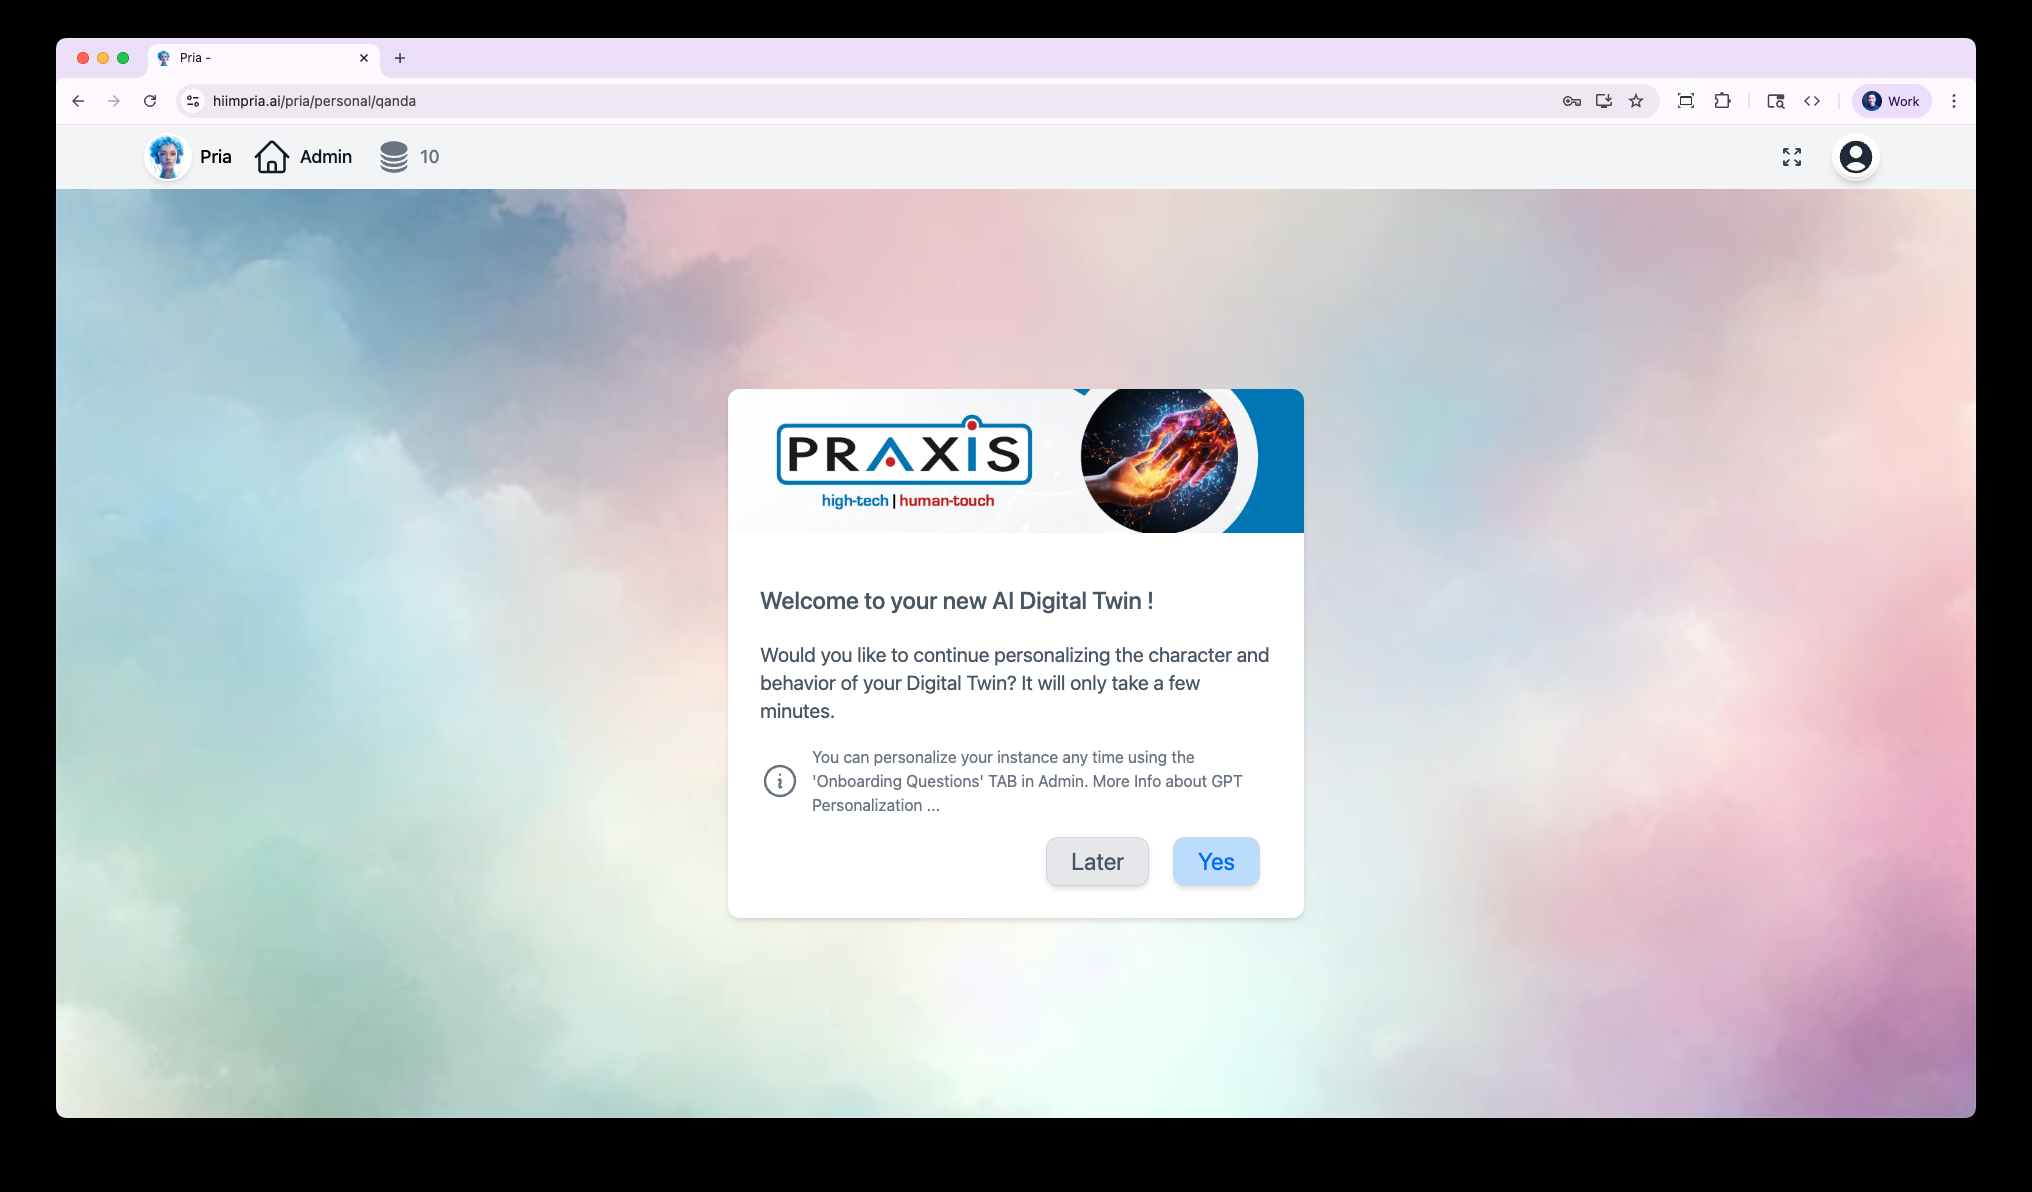 Pria -
hiimpria.ai/pria/personal/qanda
Work
Pria
Admin
10
PRAXIS
high-tech | human-touch
Welcome to your new AI Digital Twin !
Would you like to continue personalizing the character and
behavior of your Digital Twin? It will only take a few
minutes.
You can personalize your instance any time using the
'Onboarding Questions' TAB in Admin. More Info about GPT
Personalization ...
Later
Yes